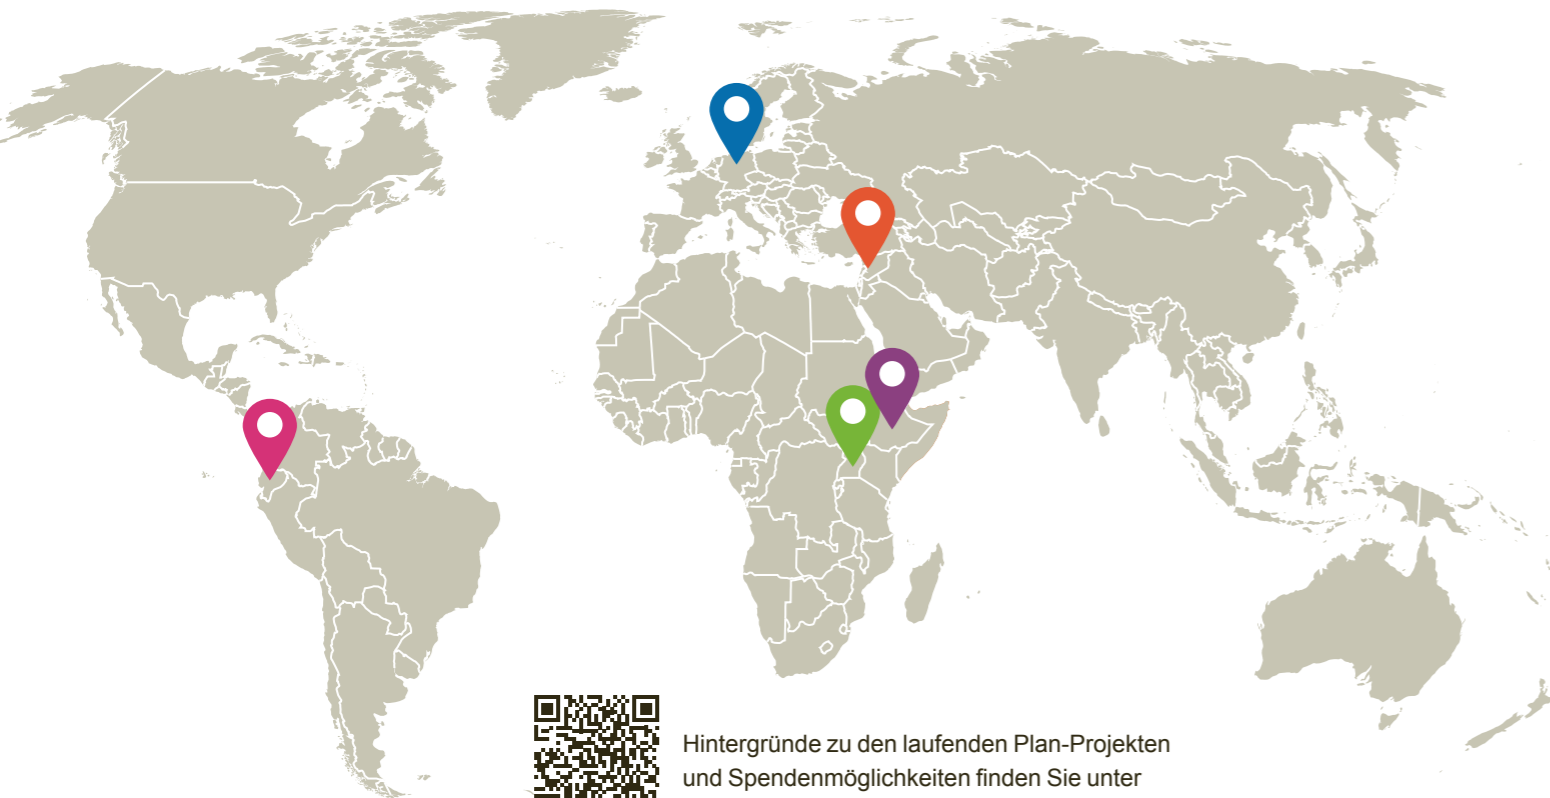 Hintergründe zu den laufenden Plan-Projekten
und Spendenmöglichkeiten finden Sie unter